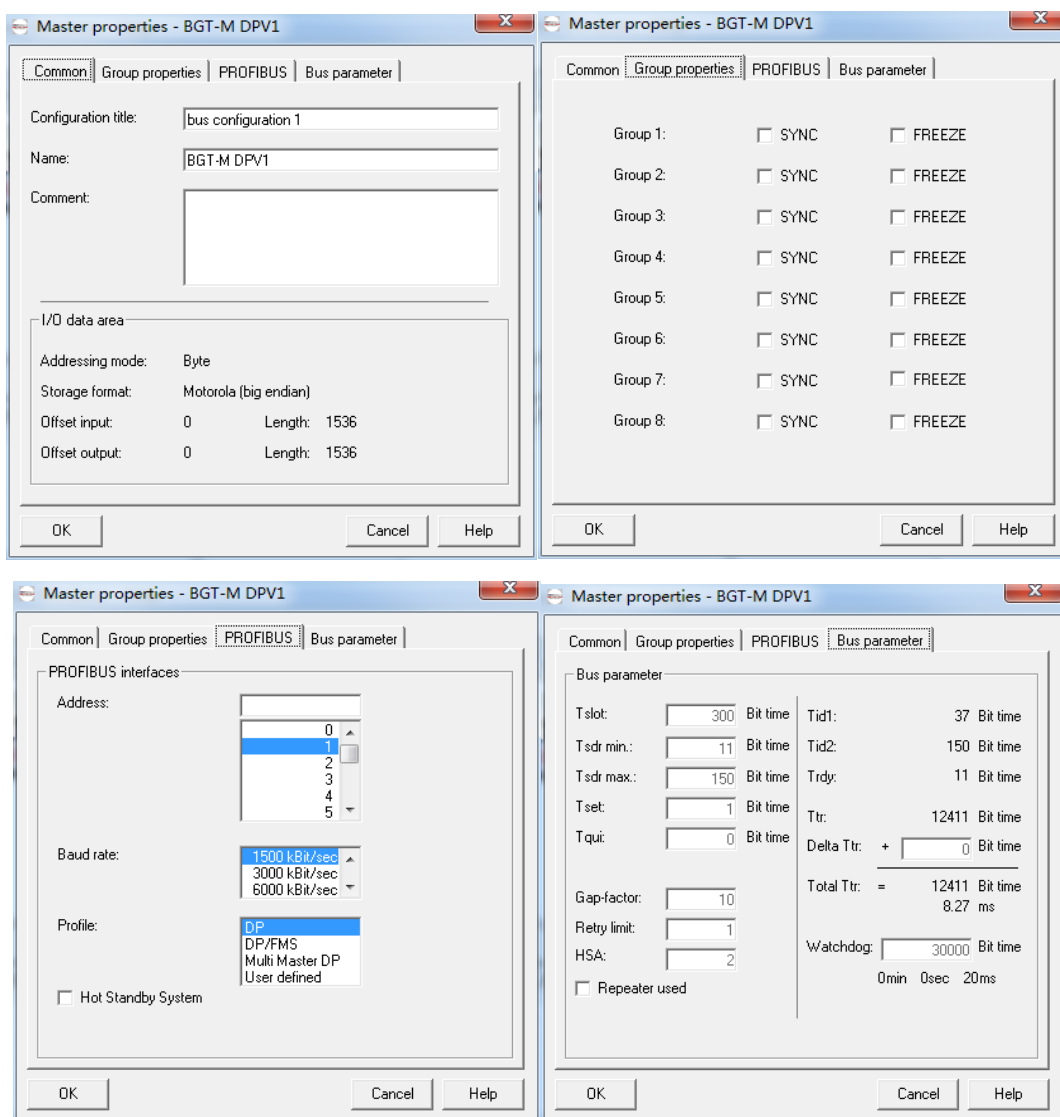 Master properties - BGT-M DPV1
Common Group properties PROFIBUS Bus parameter
Configuration title: bus configuration 1
Name: BGT-M DPV1
Comment:
I/O data area
Addressing mode: Byte
Storage format: Motorola (big endian)
Offset input: 0 Length: 1536
Offset output: 0 Length: 1536
OK Cancel Help
Master properties - BGT-M DPV1
Common Group properties PROFIBUS Bus parameter
Group 1: SYNC FREEZE
Group 2: SYNC FREEZE
Group 3: SYNC FREEZE
Group 4: SYNC FREEZE
Group 5: SYNC FREEZE
Group 6: SYNC FREEZE
Group 7: SYNC FREEZE
Group 8: SYNC FREEZE
OK Cancel Help
Master properties - BGT-M DPV1
Common Group properties PROFIBUS Bus parameter
PROFIBUS interfaces
Address:
0
1
2
3
4
5
Baud rate: 1500 kBit/sec
3000 kBit/sec
6000 kBit/sec
Profile: DP
DP/FMS
Multi Master DP
User defined
Hot Standby System
OK Cancel Help
Master properties - BGT-M DPV1
Common Group properties PROFIBUS Bus parameter
Bus parameter
Tslot: 300 Bit time
Tsdr min.: 11 Bit time
Tsdr max.: 150 Bit time
Tset: 1 Bit time
Tqui: 0 Bit time
Gap-factor: 10
Retry limit: 1
HSA: 2
Repeater used
Tid1: 37 Bit time
Tid2: 150 Bit time
Trdy: 11 Bit time
Ttr: 12411 Bit time
Delta Ttr: + 0 Bit time
Total Ttr: = 12411 Bit time
8.27 ms
Watchdog: 30000 Bit time
0min 0sec 20ms
OK Cancel Help